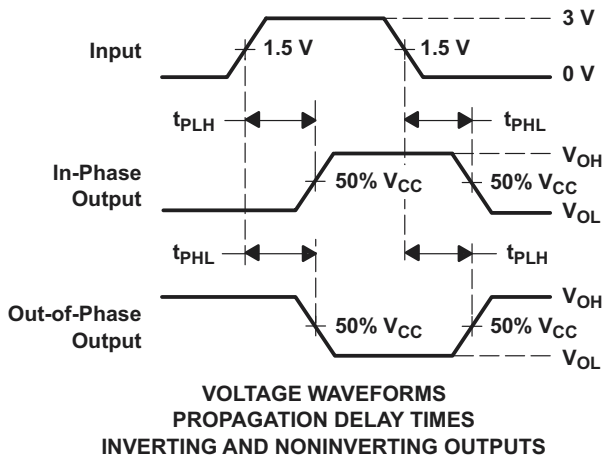 3 V
Input
1.5 V
1.5 V
0 V
tPLH
tPHL
In-Phase
Output
VOH
50% VCC
50% VCC
VOL
tPHL
tPLH
Out-of-Phase
Output
VOH
50% VCC
50% VCC
VOL
VOLTAGE WAVEFORMS
PROPAGATION DELAY TIMES
INVERTING AND NONINVERTING OUTPUTS